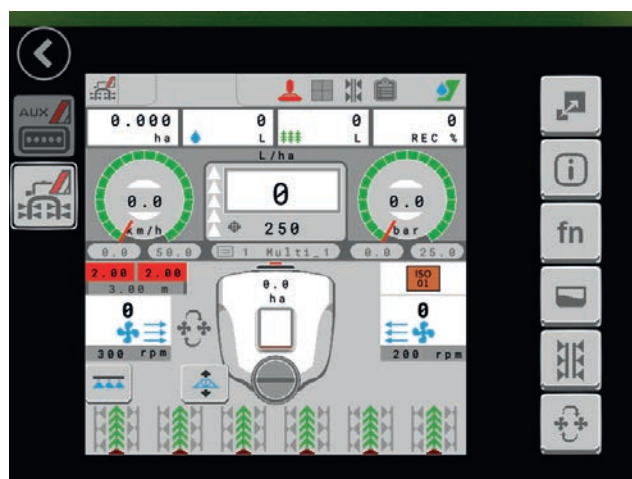 AUX
0.000 0 0 0
ha L L REC %
L/ha
0.0 0 0.0
km/h 250 bar
0.0 50.0 1 Multi_1 0.0 25.0
2.00 2.00 ISO
3.00 m 0.0 01
ha
0 0
300 rpm 200 rpm
fn